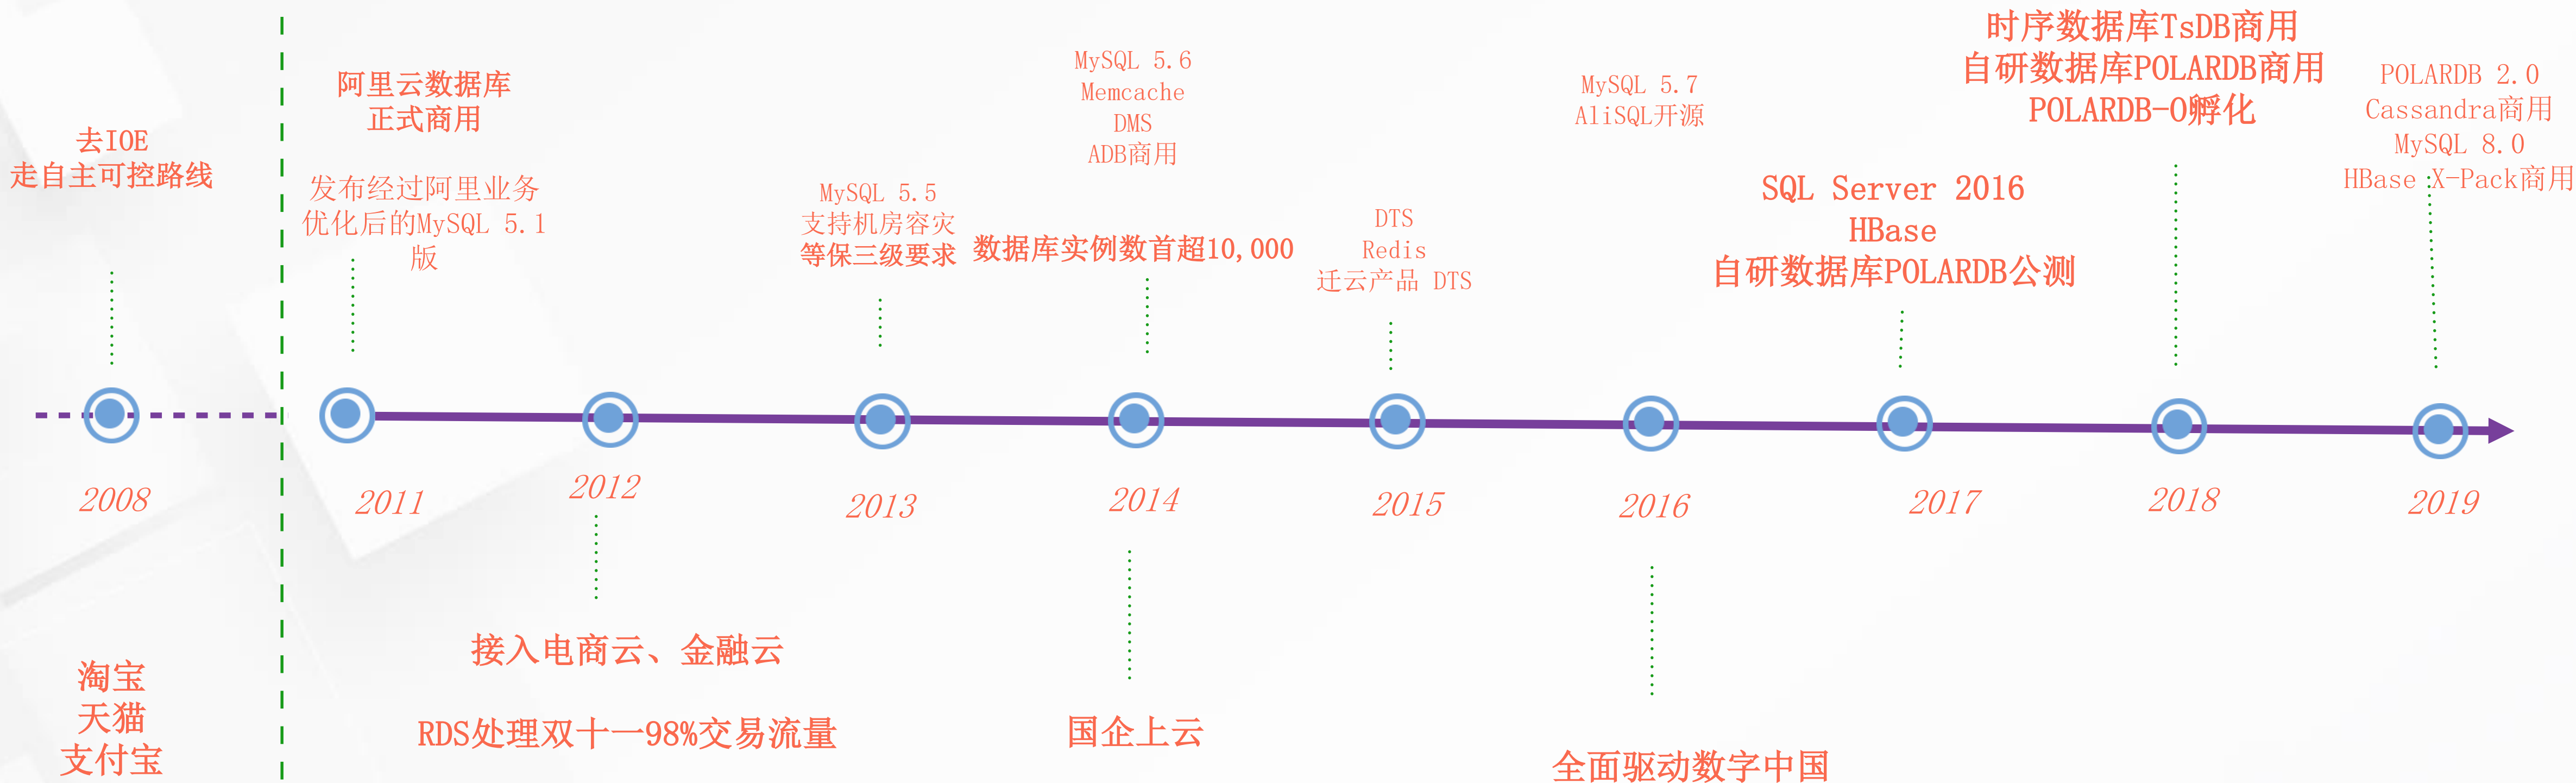 去IOE
走自主可控路线
阿里云数据库
正式商用
发布经过阿里业务
优化后的MySQL 5.1
版
MySQL 5.5
支持机房容灾
等保三级要求
MySQL 5.6
Memcache
DMS
ADB商用
数据库实例数首超10,000
DTS
Redis
迁云产品 DTS
MySQL 5.7
AliSQL开源
SQL Server 2016
HBase
自研数据库POLARDB公测
时序数据库TsDB商用
自研数据库POLARDB商用
POLARDB-O孵化
POLARDB 2.0
Cassandra商用
MySQL 8.0
HBase X-Pack商用
2008
2011
2012
2013
2014
2015
2016
2017
2018
2019
淘宝
天猫
支付宝
接入电商云、金融云
RDS处理双十一98%交易流量
国企上云
全面驱动数字中国